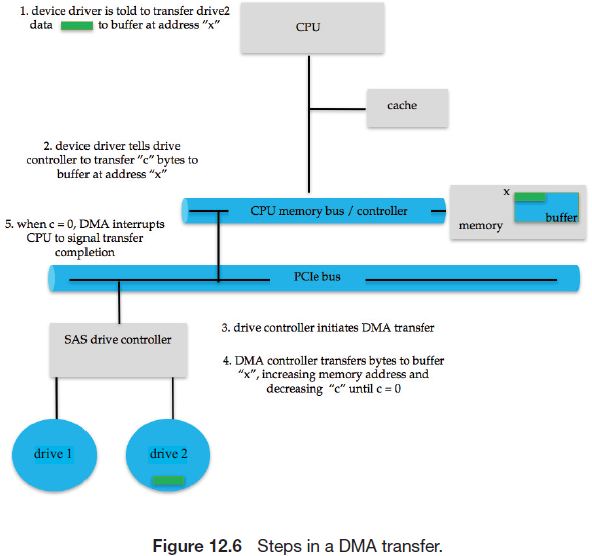 1. device driver is told to transfer drive2
data to buffer at address “x”
CPU
cache
2. device driver tells drive
controller to transfer “c” bytes to
buffer at address “x”
5. when c = 0, DMA interrupts
CPU to signal transfer
completion
CPU memory bus / controller
x
buffer
memory
PCIe bus
3. drive controller initiates DMA transfer
SAS drive controller
4. DMA controller transfers bytes to buffer
“x”, increasing memory address and
decreasing “c” until c = 0
drive 1
drive 2
Figure 12.6 Steps in a DMA transfer.